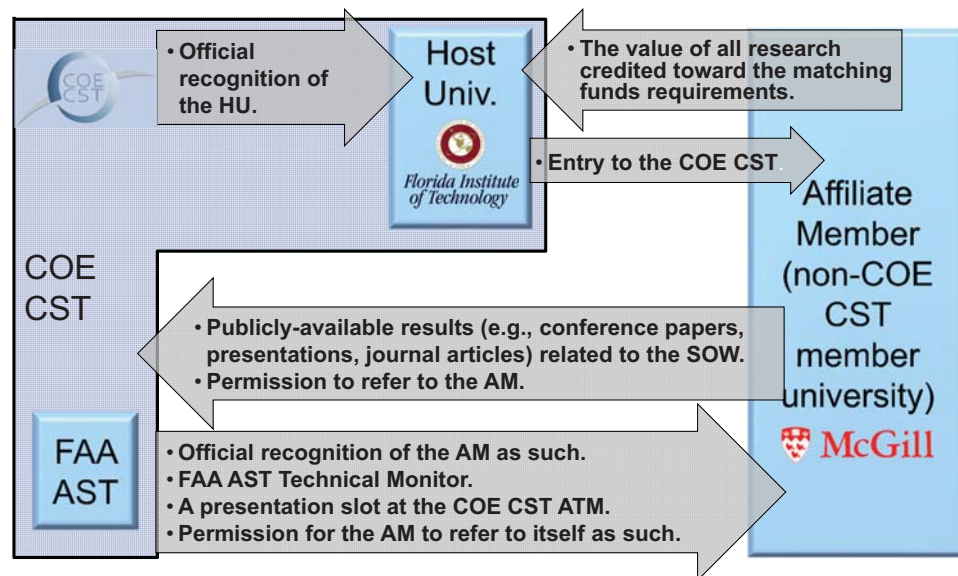 COE
CST
• Official
recognition of
the HU.
Host
Univ.
Florida Institute
of Technology
• The value of all research
credited toward the matching
funds requirements.
• Entry to the COE CST.
Affiliate
Member
(non-COE
CST
member
university)
McGill
COE
CST
• Publicly-available results (e.g., conference papers,
presentations, journal articles) related to the SOW.
• Permission to refer to the AM.
FAA
AST
• Official recognition of the AM as such.
• FAA AST Technical Monitor.
• A presentation slot at the COE CST ATM.
• Permission for the AM to refer to itself as such.